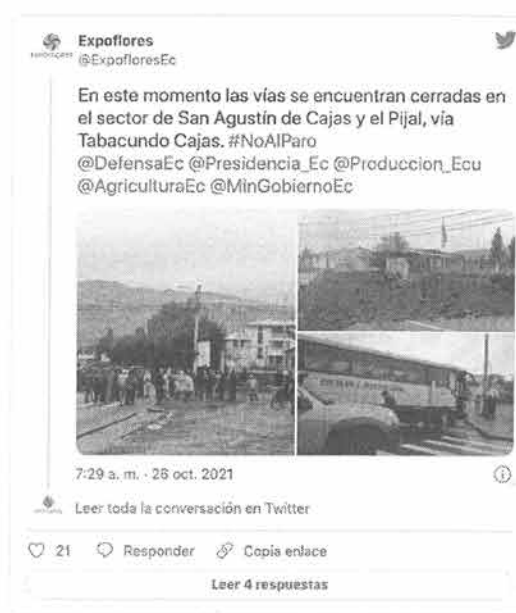 Expoflores
@ExpofloresEc
En este momento las vías se encuentran cerradas en
el sector de San Agustín de Cajas y el Pijal, vía
Tabacundo Cajas. #NoAlParo
@DefensaEc @Presidencia_Ec @Produccion_Ecu
@AgriculturaEc @MinGobiernoEc
7:29 a. m. · 26 oct. 2021
Leer toda la conversación en Twitter
21 Responder Copia enlace
Leer 4 respuestas